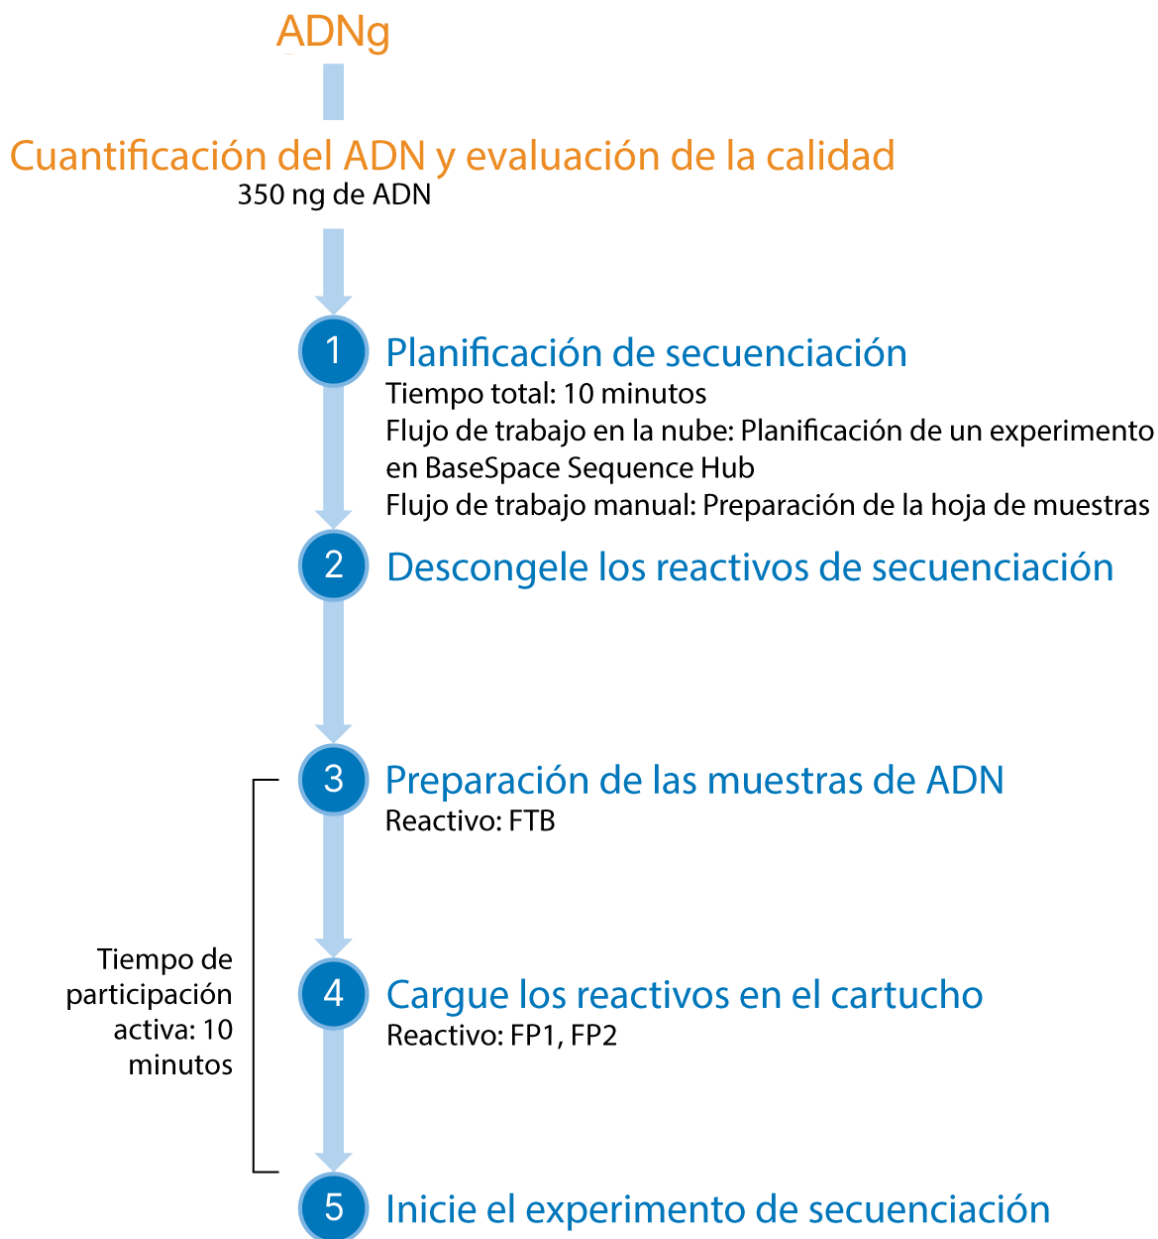 ADNg
Cuantificación del ADN y evaluación de la calidad
350 ng de ADN
1
Planificación de secuenciación
Tiempo total: 10 minutos
Flujo de trabajo en la nube: Planificación de un experimento
en BaseSpace Sequence Hub
Flujo de trabajo manual: Preparación de la hoja de muestras
2
Descongele los reactivos de secuenciación
3
Preparación de las muestras de ADN
Reactivo: FTB
Tiempo de
participación
activa: 10
minutos
4
Cargue los reactivos en el cartucho
Reactivo: FP1, FP2
5
Inicie el experimento de secuenciación